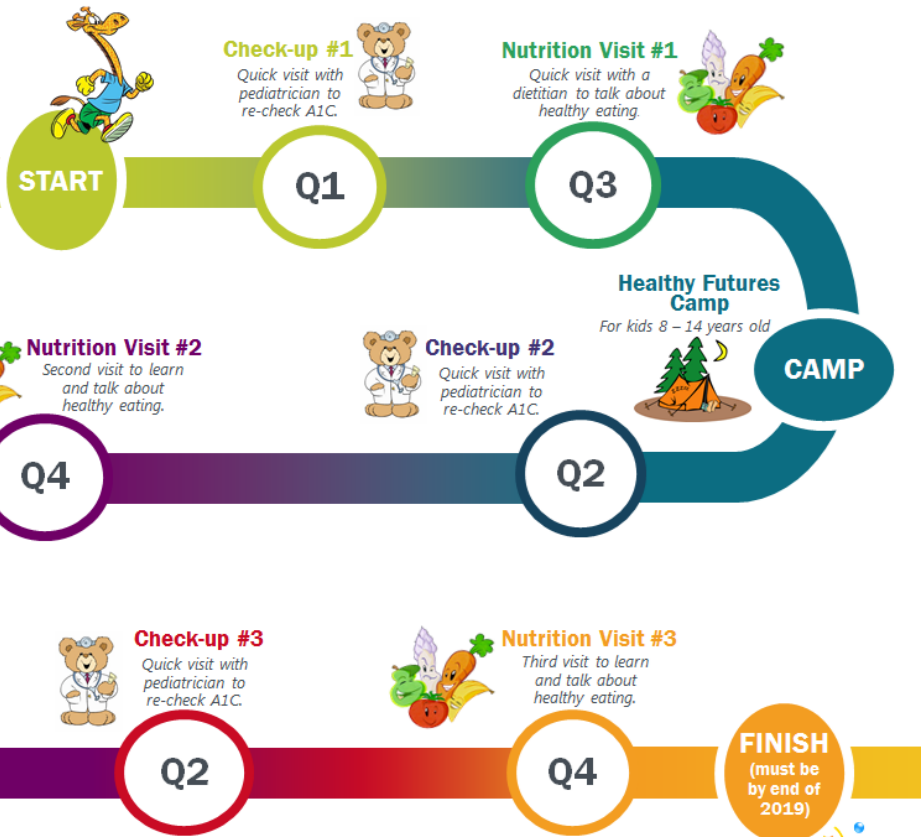 START
Check-up #1
Quick visit with
pediatrician to
re-check A1C.
Q1
Nutrition Visit #1
Quick visit with a
dietitian to talk about
healthy eating.
Q3
Healthy Futures
Camp
For kids 8 – 14 years old
CAMP
Check-up #2
Quick visit with
pediatrician to
re-check A1C.
Q2
Nutrition Visit #2
Second visit to learn
and talk about
healthy eating.
Q4
Check-up #3
Quick visit with
pediatrician to
re-check A1C.
Q2
Nutrition Visit #3
Third visit to learn
and talk about
healthy eating.
Q4
FINISH
(must be
by end of
2019)